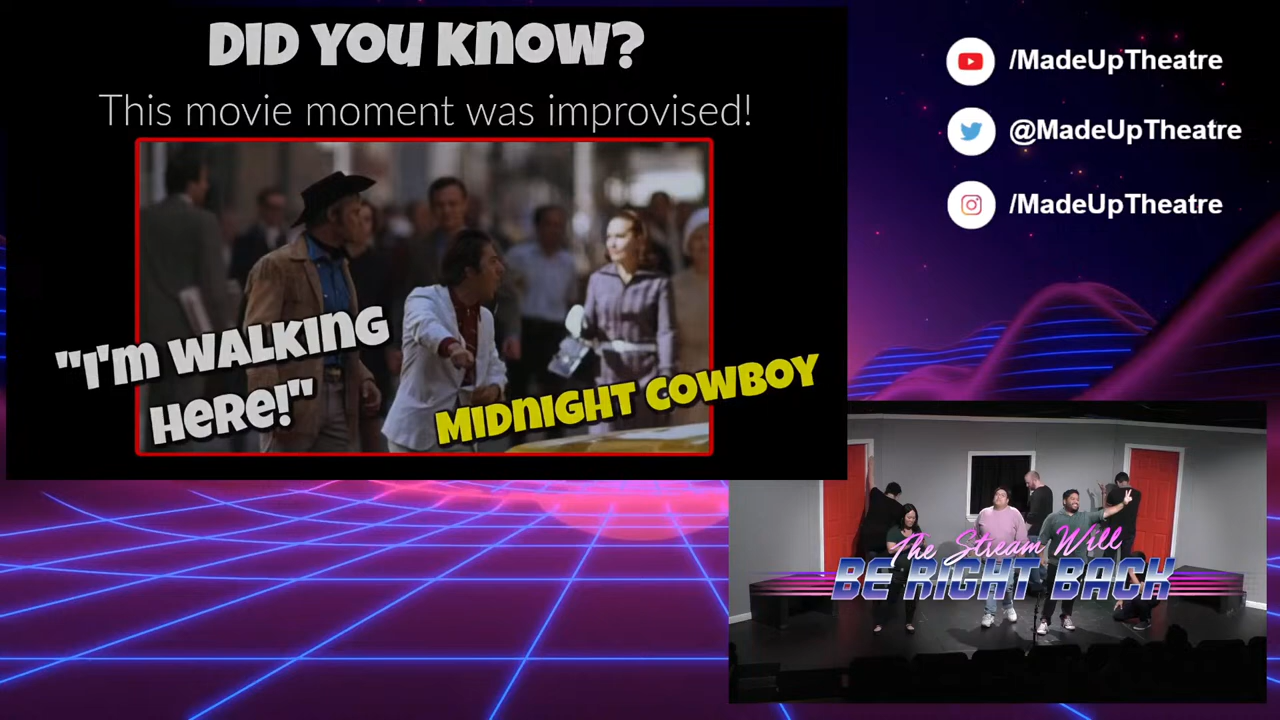 DID YOU KNOW?
This movie moment was improvised!
"I'm WALKING
HERE!"
MIDNIGHT COWBOY
/MadeUpTheatre
@MadeUpTheatre
/MadeUpTheatre
The Stream Will
BE RIGHT BACK